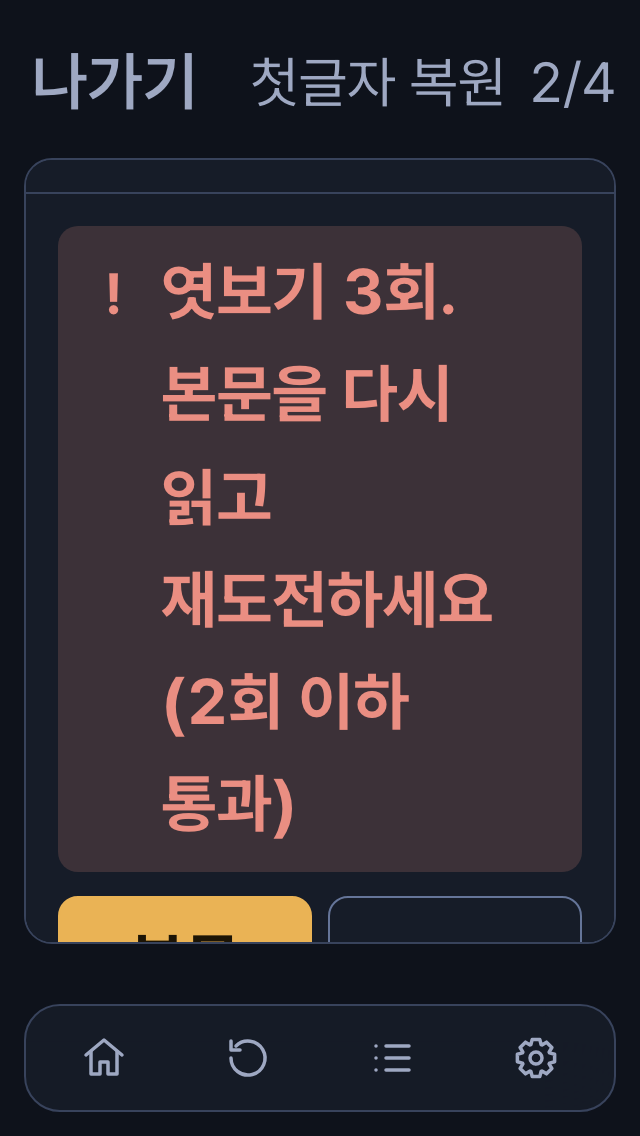 나가기 첫글자 복원 2/4
! 엿보기 3회.
본문을 다시
읽고
재도전하세요
(2회 이하
통과)